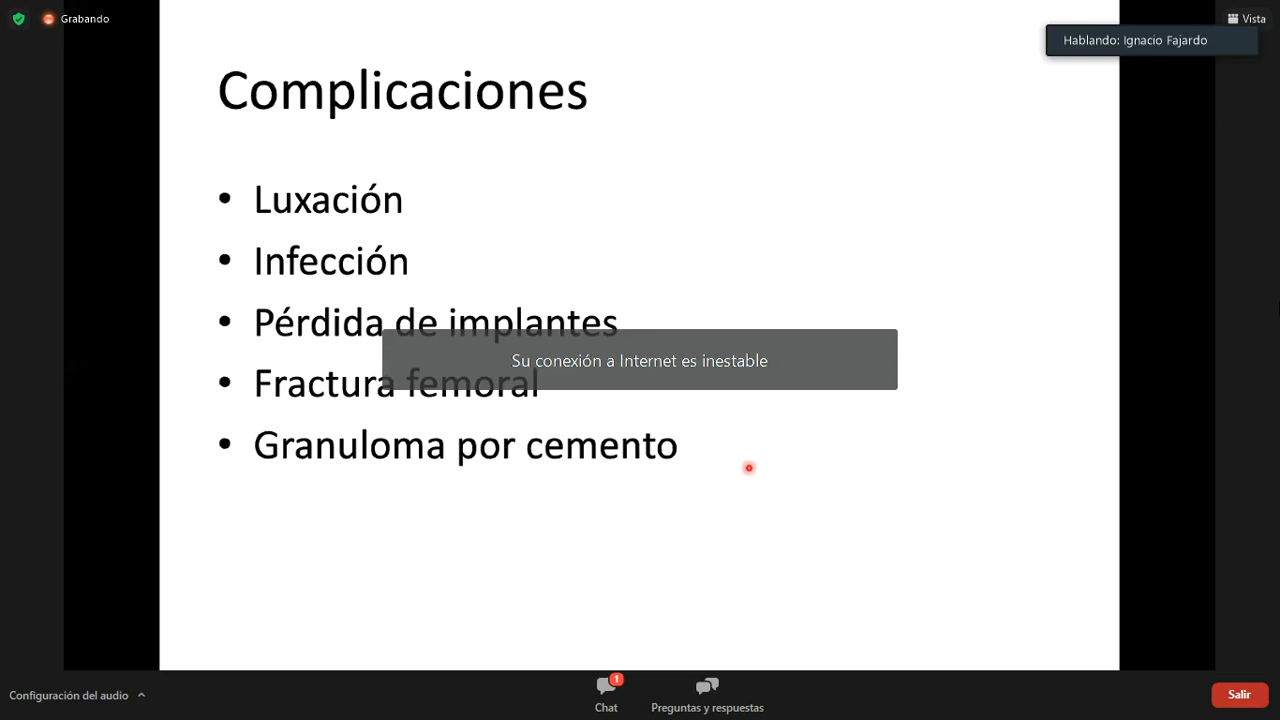 Grabando
Vista
Hablando: Ignacio Fajardo
Complicaciones
• Luxación
• Infección
• Pérdida de implantes
Su conexión a Internet es inestable
• Fractura femoral
• Granuloma por cemento
Configuración del audio
1
Chat
Preguntas y respuestas
Salir